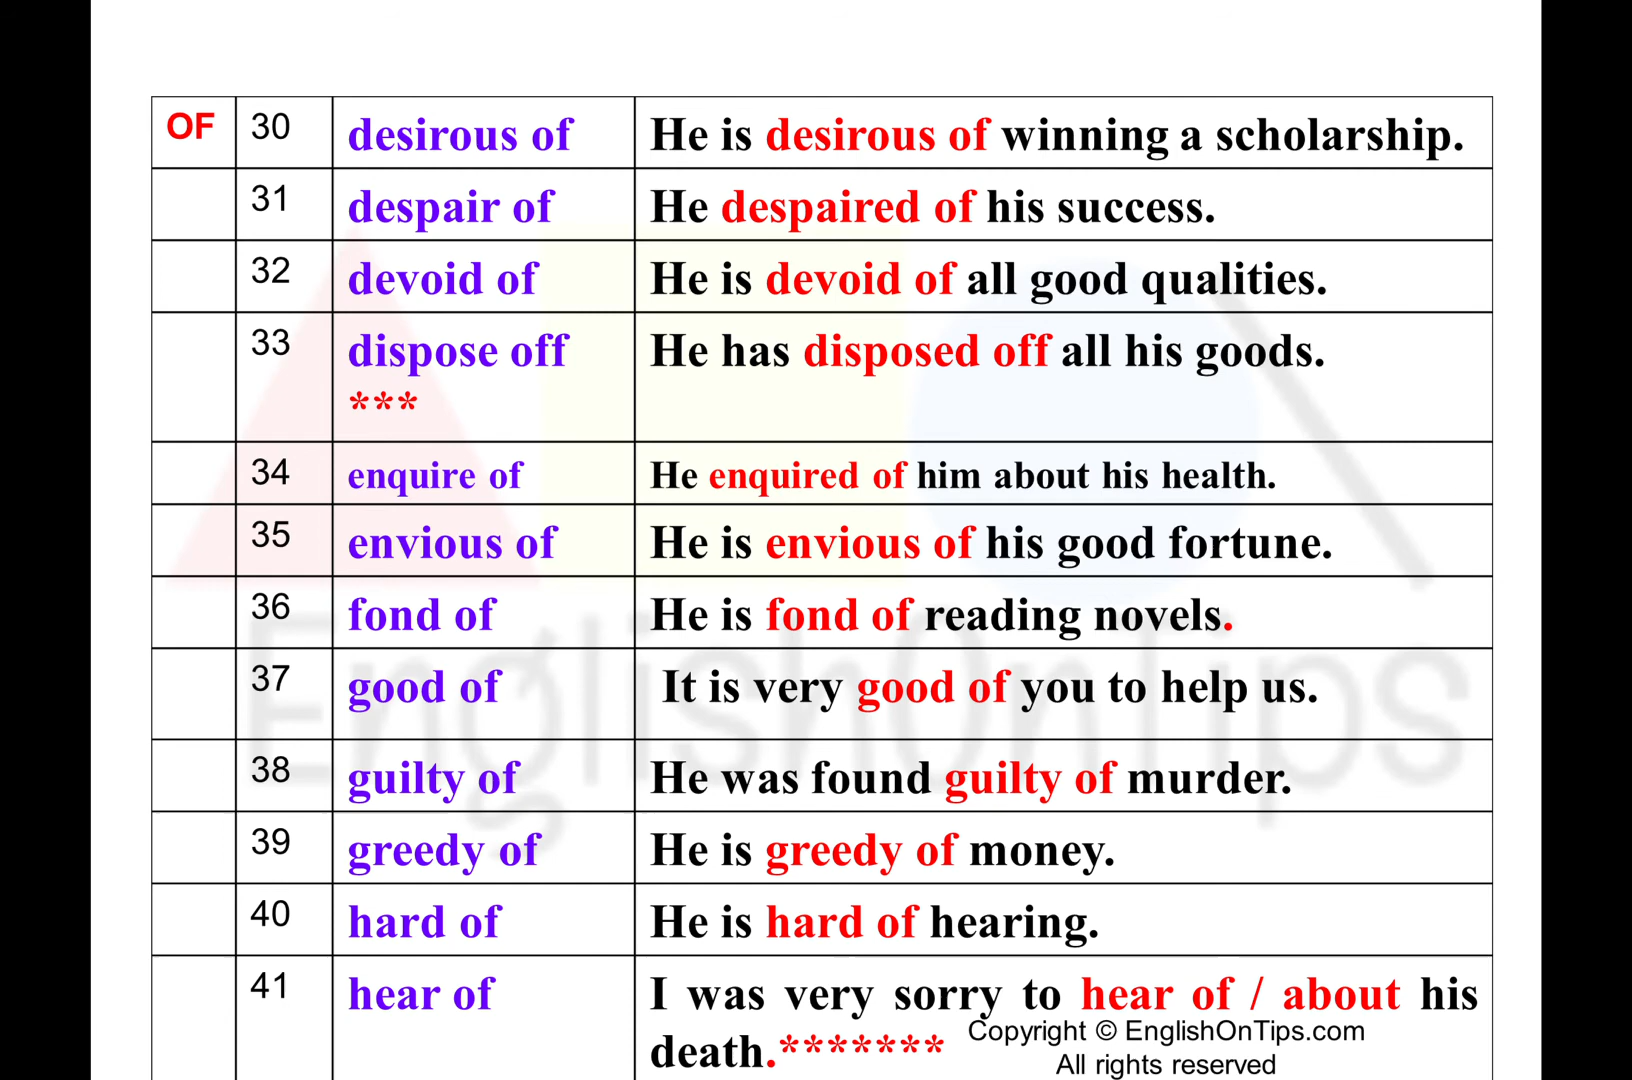 OF 30 desirous of He is desirous of winning a scholarship.
31 despair of He despaired of his success.
32 devoid of He is devoid of all good qualities.
33 dispose off He has disposed off all his goods.
***
34 enquire of He enquired of him about his health.
35 envious of He is envious of his good fortune.
36 fond of He is fond of reading novels.
37 good of It is very good of you to help us.
38 guilty of He was found guilty of murder.
39 greedy of He is greedy of money.
40 hard of He is hard of hearing.
41 hear of I was very sorry to hear of / about his
death.*******
Copyright © EnglishOnTips.com
All rights reserved
EnglishOnTips